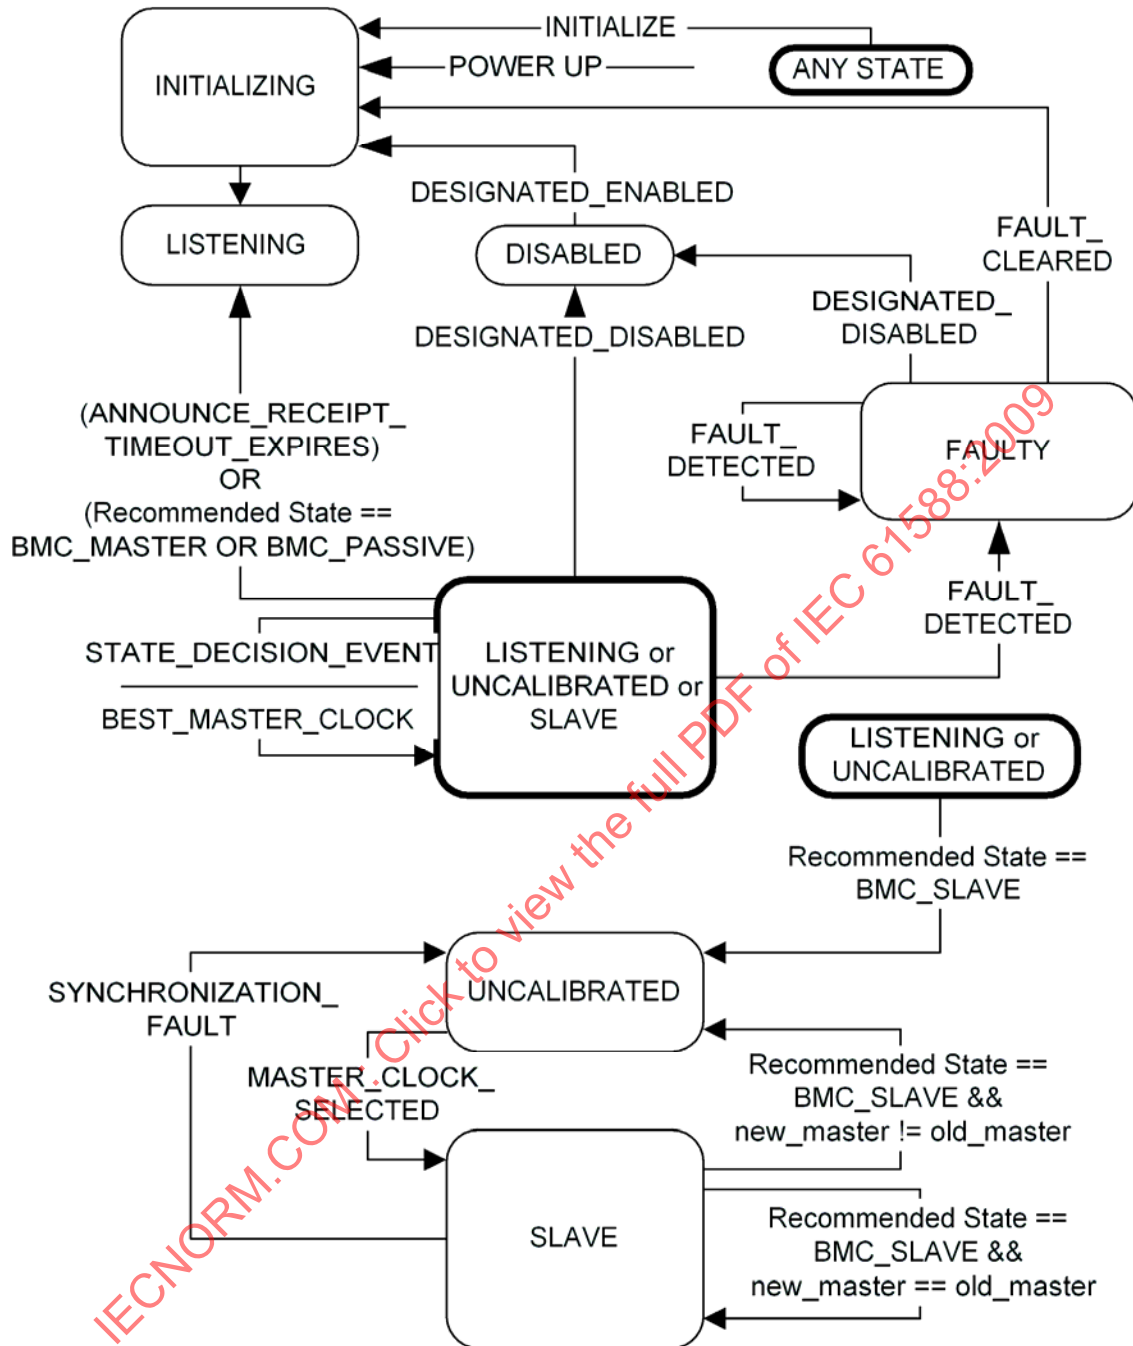 INITIALIZE
POWER UP
ANY STATE
INITIALIZING
DESIGNATED_ENABLED
LISTENING
DISABLED
FAULT_
CLEARED
DESIGNATED_
DISABLED
DESIGNATED_DISABLED
(ANNOUNCE_RECEIPT_
TIMEOUT_EXPIRES)
OR
(Recommended State ==
BMC_MASTER OR BMC_PASSIVE)
FAULT_
DETECTED
FAULTY
FAULT_
DETECTED
STATE_DECISION_EVENT
BEST_MASTER_CLOCK
LISTENING or
UNCALIBRATED or
SLAVE
LISTENING or
UNCALIBRATED
Recommended State ==
BMC_SLAVE
UNCALIBRATED
SYNCHRONIZATION_
FAULT
MASTER_CLOCK_
SELECTED
Recommended State ==
BMC_SLAVE &&
new_master != old_master
SLAVE
Recommended State ==
BMC_SLAVE &&
new_master == old_master
IECNORM.COM : Click to view the full PDF of IEC 61588:2009